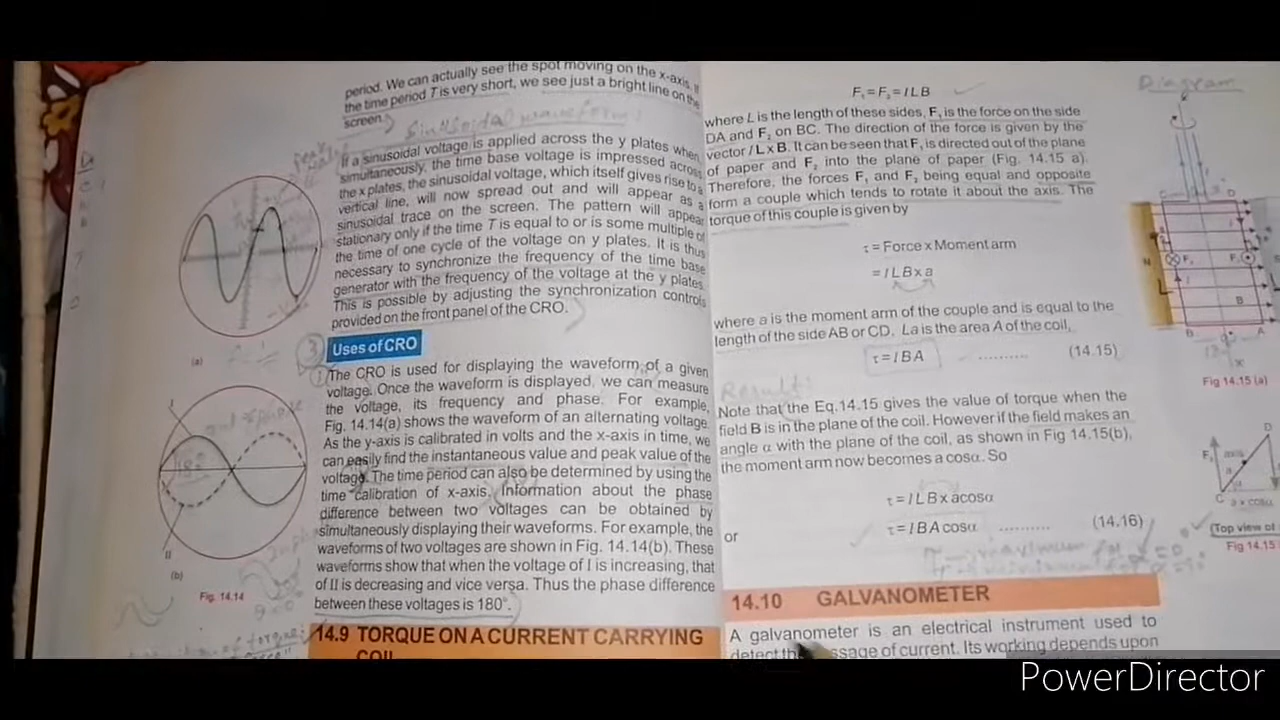 period. We can actually see the spot moving on the x-axis. If
the time period T is very short, we see just a bright line on the
screen.
Sinusoidal waveform:
If a sinusoidal voltage is applied across the y plates when,
simultaneously, the time base voltage is impressed across
the x plates, the sinusoidal voltage, which itself gives rise to a
vertical line, will now spread out and will appear as a
sinusoidal trace on the screen. The pattern will appear
stationary only if the time T is equal to or is some multiple of
the time of one cycle of the voltage on y plates. It is thus
necessary to synchronize the frequency of the time base
generator with the frequency of the voltage at the y plates.
This is possible by adjusting the synchronization controls
provided on the front panel of the CRO.
(a)
3
Uses of CRO
The CRO is used for displaying the waveform of a given
voltage. Once the waveform is displayed, we can measure
the voltage, its frequency and phase. For example,
Fig. 14.14(a) shows the waveform of an alternating voltage.
As the y-axis is calibrated in volts and the x-axis in time, we
can easily find the instantaneous value and peak value of the
voltage. The time period can also be determined by using the
time calibration of x-axis. Information about the phase
difference between two voltages can be obtained by
simultaneously displaying their waveforms. For example, the
waveforms of two voltages are shown in Fig. 14.14(b). These
waveforms show that when the voltage of I is increasing, that
of II is decreasing and vice versa. Thus the phase difference
between these voltages is 180°.
I
out of phase
180°
II
(b)
Fig. 14.14
14.9 TORQUE ON A CURRENT CARRYING
COIL
F₁ = F₂ = I L B
where L is the length of these sides, F₁ is the force on the side
DA and F₂ on BC. The direction of the force is given by the
vector I L x B. It can be seen that F₁ is directed out of the plane
of paper and F₂ into the plane of paper (Fig. 14.15 a).
Therefore, the forces F₁ and F₂ being equal and opposite
form a couple which tends to rotate it about the axis. The
torque of this couple is given by
τ = Force x Moment arm
= I L B x a
where a is the moment arm of the couple and is equal to the
length of the side AB or CD. La is the area A of the coil,
τ = I B A .......... (14.15)
Result:
Note that the Eq.14.15 gives the value of torque when the
field B is in the plane of the coil. However if the field makes an
angle α with the plane of the coil, as shown in Fig 14.15(b),
the moment arm now becomes a cosα. So
τ = I L B x acosα
or τ = I B A cosα .......... (14.16)
14.10 GALVANOMETER
A galvanometer is an electrical instrument used to
detect ssage of current. Its working depends upon
Diagram
C D
N F₂ F₁
B
B A
Fig 14.15 (a)
D
F₁
C
(Top view of
Fig 14.15
PowerDirector